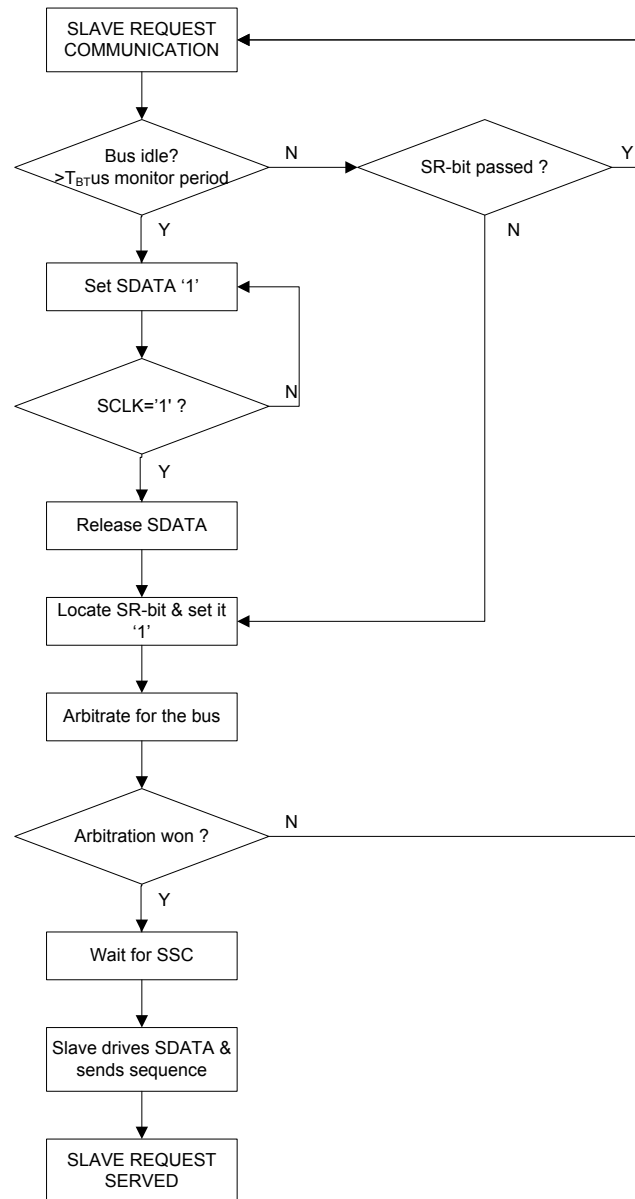 SLAVE REQUEST
COMMUNICATION
Bus idle?
>TBTus monitor period
N
SR-bit passed ?
Y
Y
N
Set SDATA ‘1’
SCLK='1' ?
N
Y
Release SDATA
Locate SR-bit & set it
‘1’
Arbitrate for the bus
Arbitration won ?
N
Y
Wait for SSC
Slave drives SDATA &
sends sequence
SLAVE REQUEST
SERVED